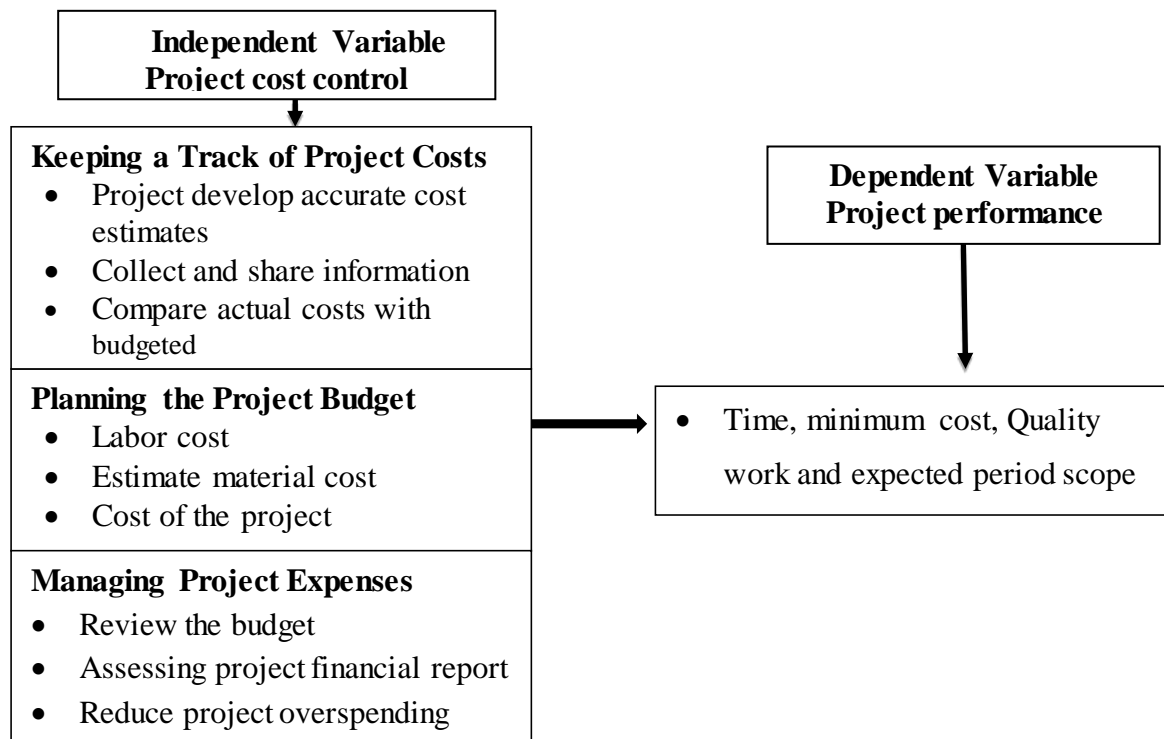 Independent Variable
Project cost control
Keeping a Track of Project Costs
• Project develop accurate cost
estimates
• Collect and share information
• Compare actual costs with
budgeted
Planning the Project Budget
• Labor cost
• Estimate material cost
• Cost of the project
Managing Project Expenses
• Review the budget
• Assessing project financial report
• Reduce project overspending
Dependent Variable
Project performance
• Time, minimum cost, Quality
work and expected period scope